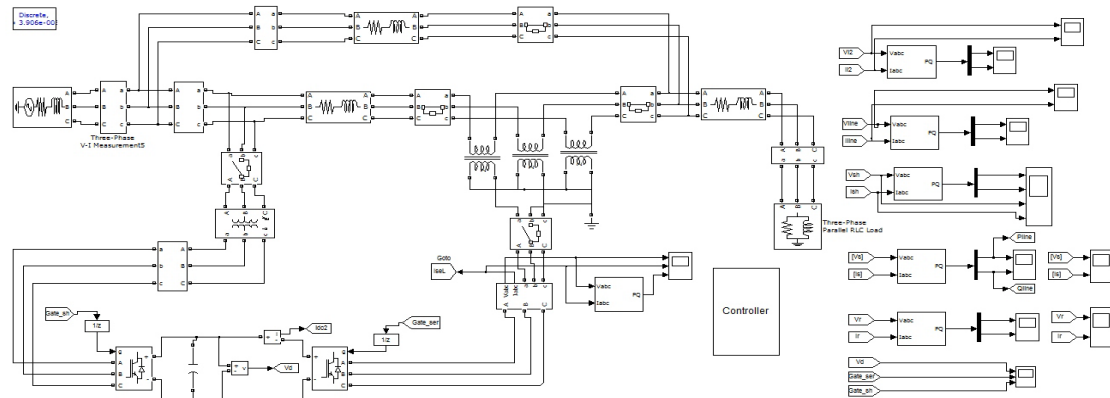 Discrete,
3.906e-005
Three-Phase
V-I Measurement5
Three-Phase
Parallel RLC Load
Goto
IseL
Vabc
Iabc
PQ
Controller
Gate_sh
1/z
Gate_ser
1/z
Idc2
Vd
Vl2
Il2
Vabc
Iabc
PQ
Vline
Iline
Vabc
Iabc
PQ
Vsh
Ish
Vabc
Iabc
PQ
[Vs]
[Is]
Vabc
Iabc
PQ
Pline
Qline
[Vs]
[Is]
Vr
Ir
Vabc
Iabc
PQ
Vr
Ir
Vd
Gate_ser
Gate_sh